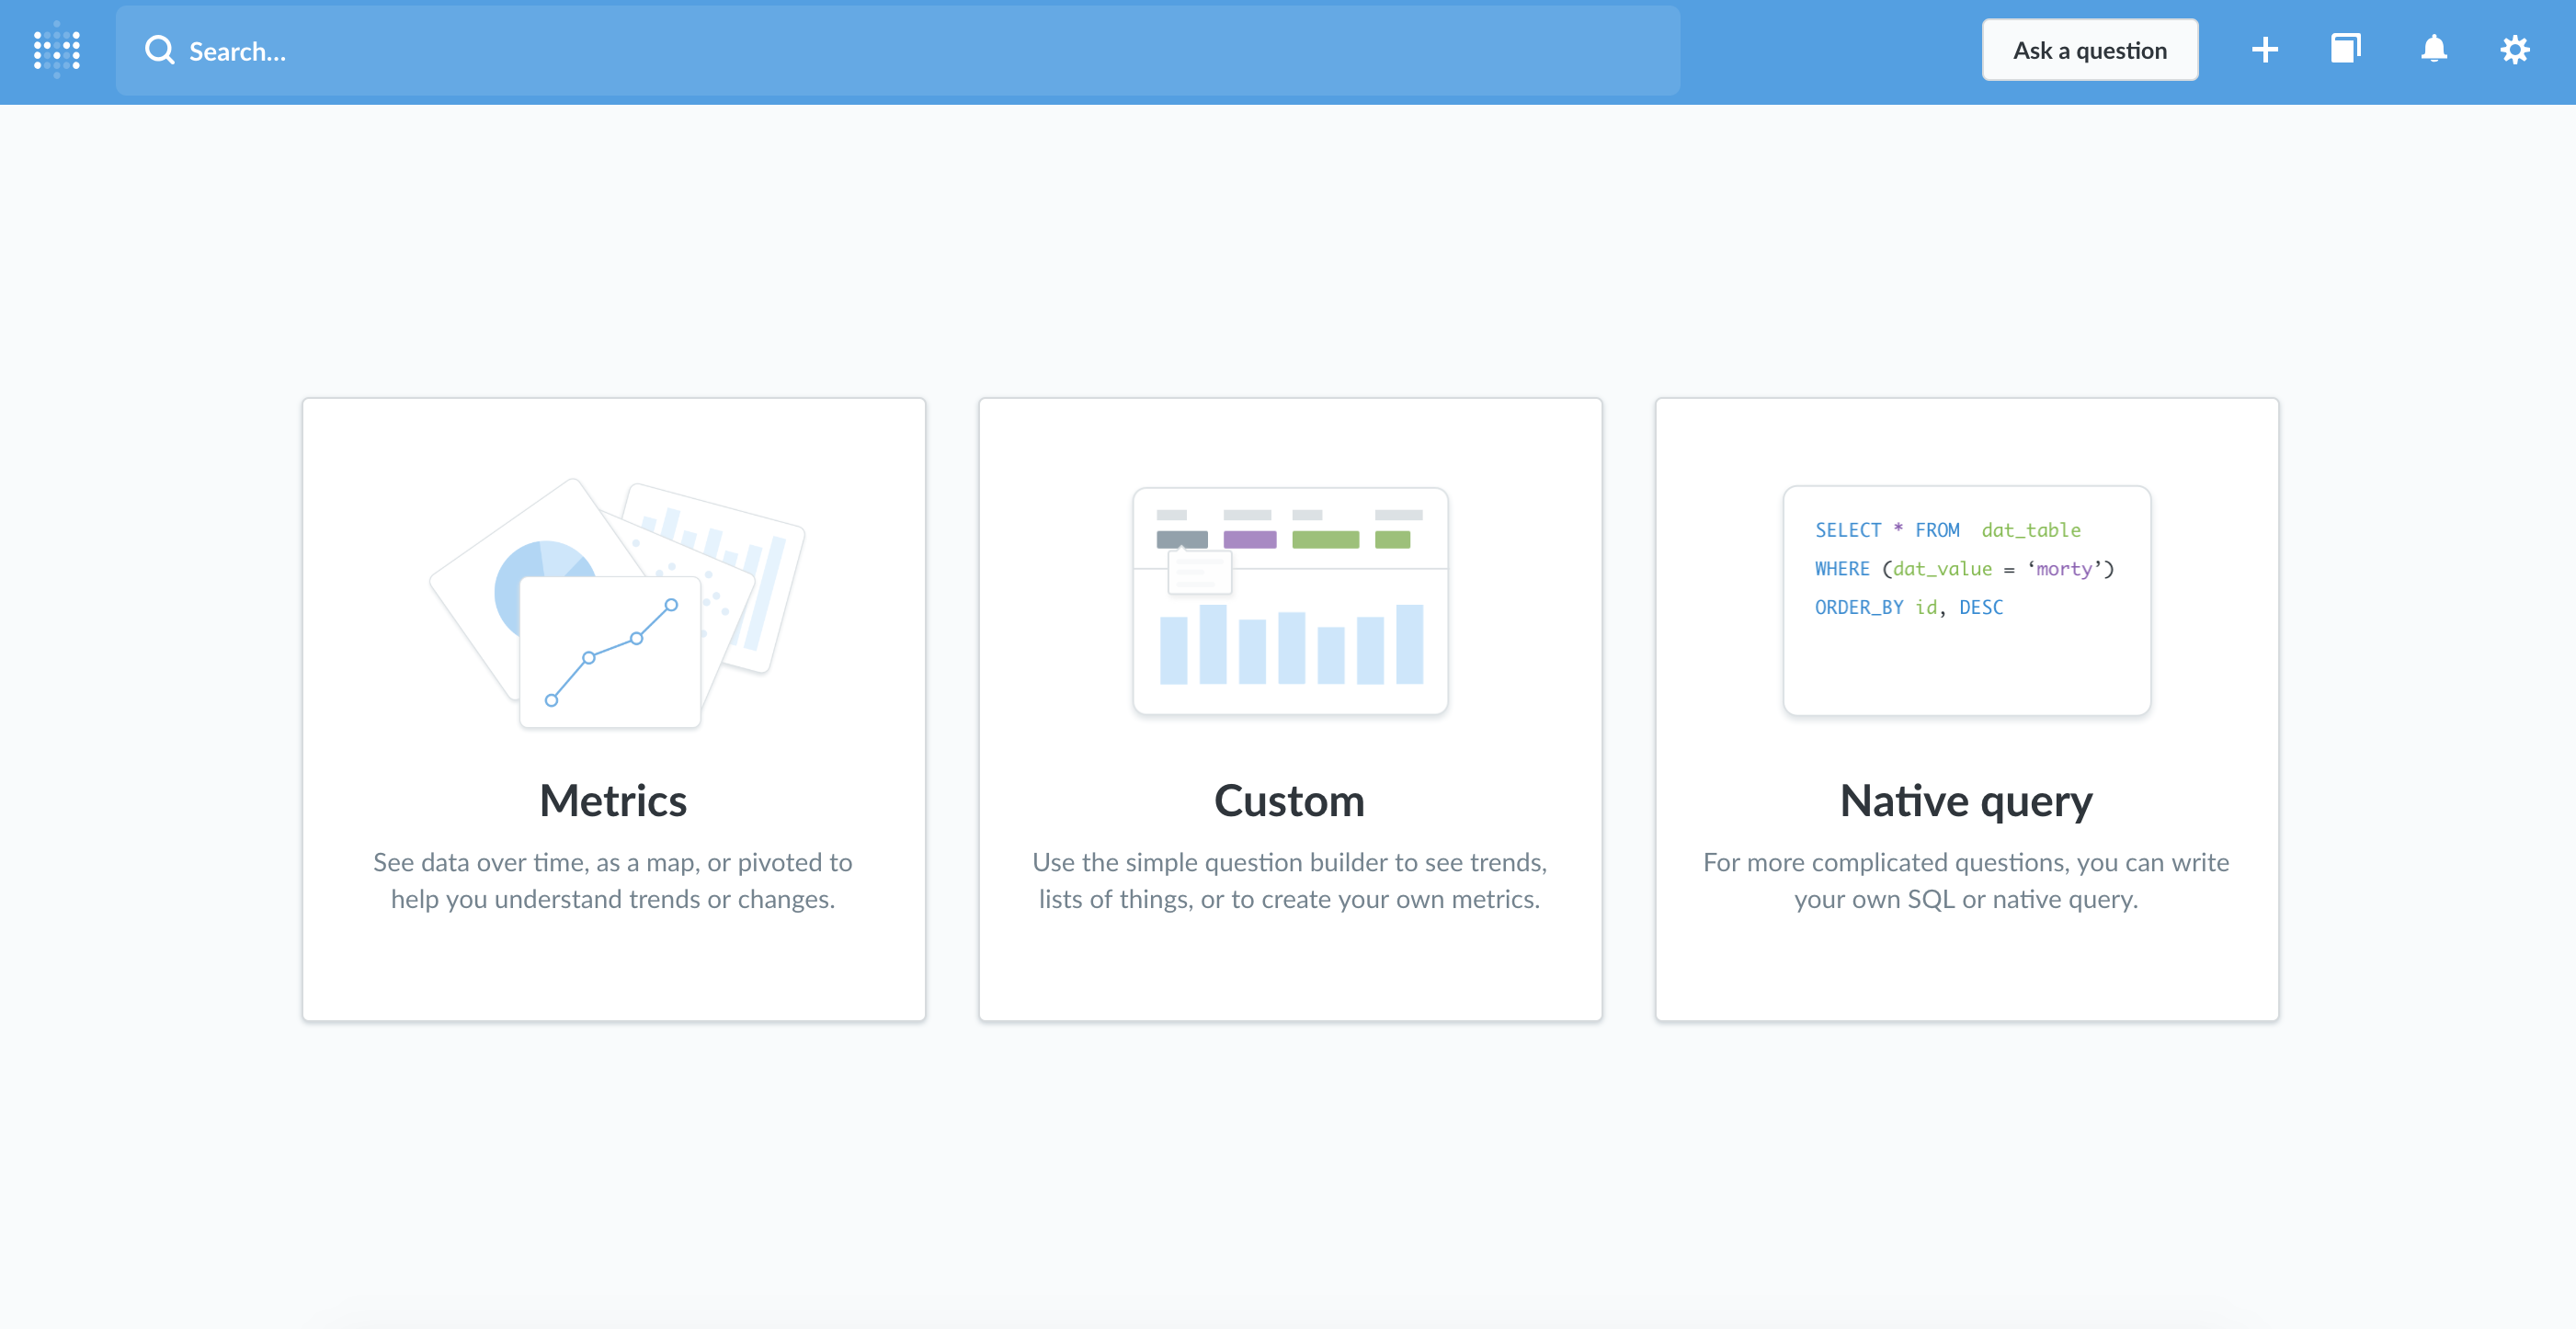 Search...
Ask a question
SELECT * FROM dat_table
WHERE (dat_value = ‘morty’)
ORDER_BY id, DESC
Metrics
See data over time, as a map, or pivoted to
help you understand trends or changes.
Custom
Use the simple question builder to see trends,
lists of things, or to create your own metrics.
Native query
For more complicated questions, you can write
your own SQL or native query.